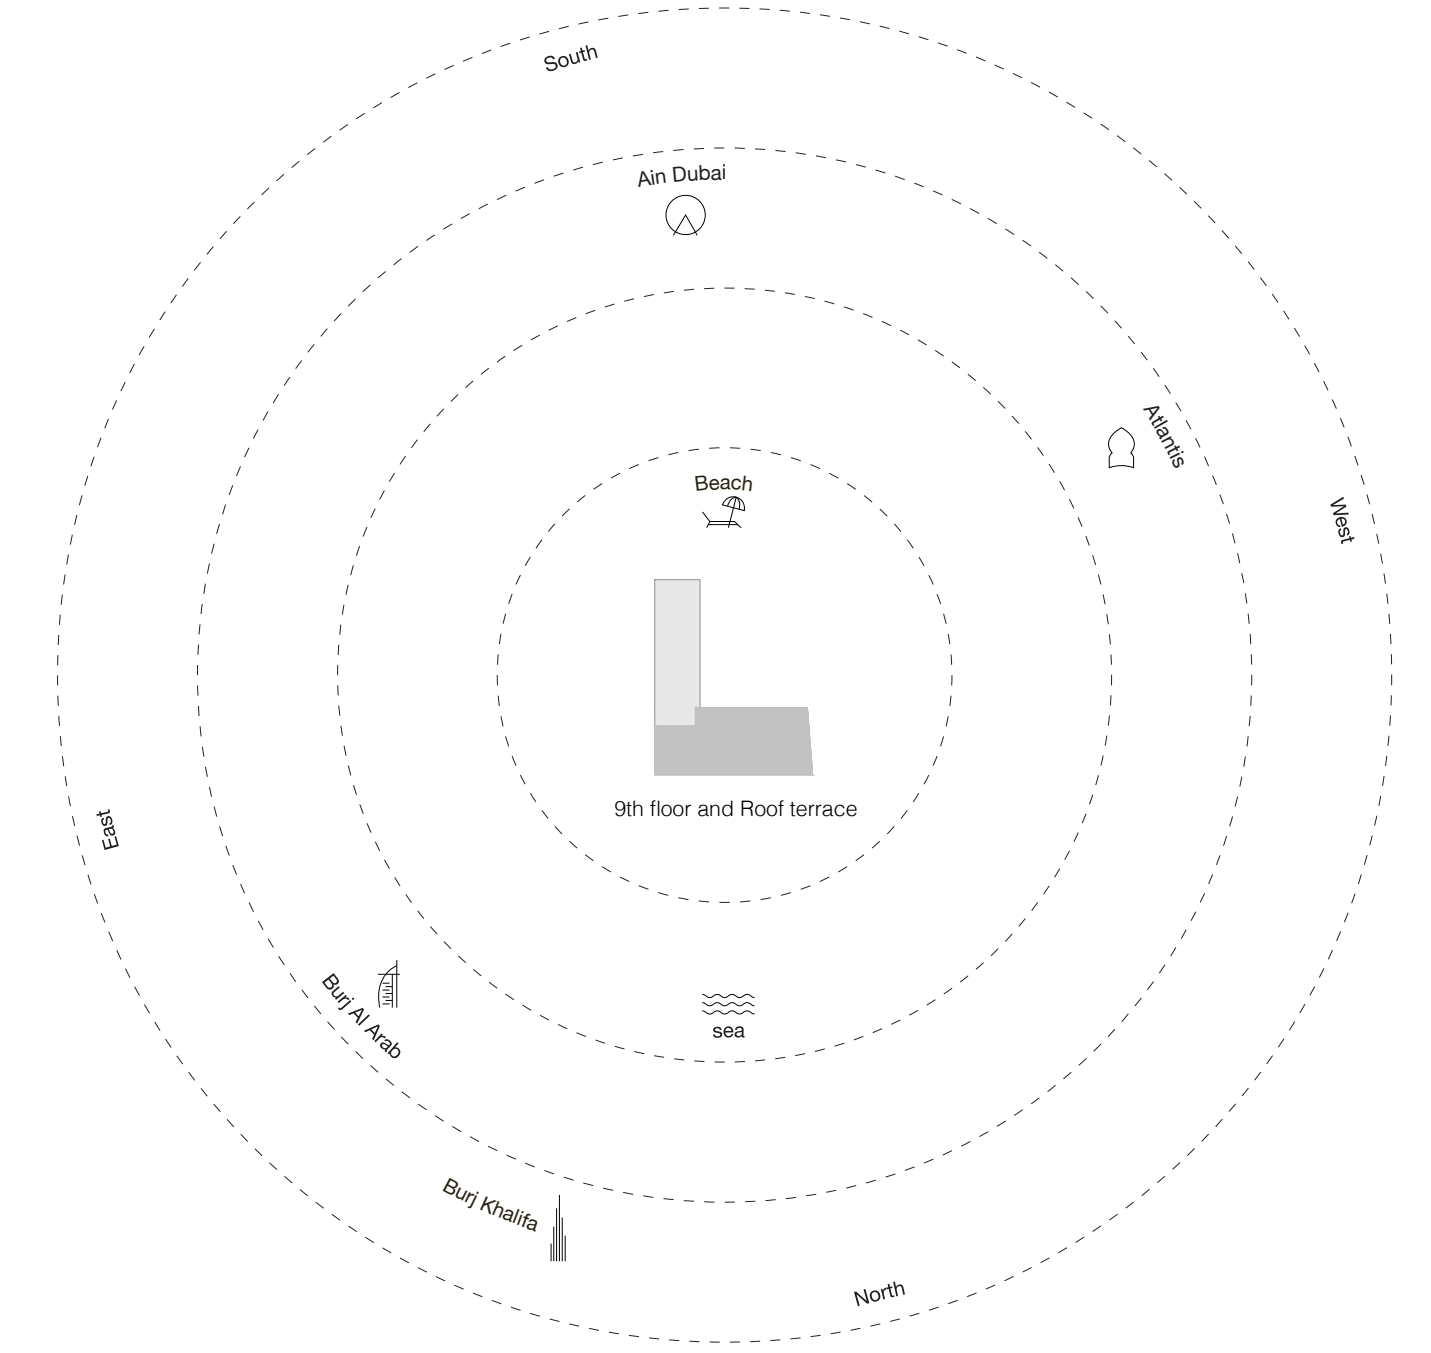 South
Ain Dubai
Atlantis
Beach
West
9th floor and Roof terrace
East
Burj Al Arab
sea
Burj Khalifa
North